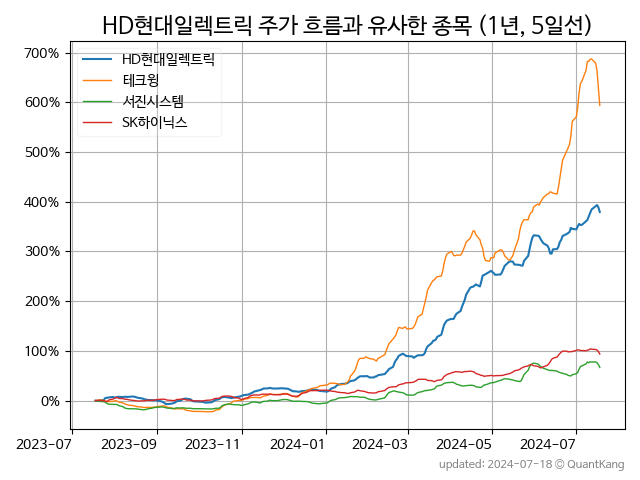 HD현대일렉트릭 주가 흐름과 유사한 종목 (1년, 5일선)
HD현대일렉트릭
테크윙
서진시스템
SK하이닉스
700%
600%
500%
400%
300%
200%
100%
0%
2023-07
2023-09
2023-11
2024-01
2024-03
2024-05
2024-07
updated: 2024-07-18 © QuantKang